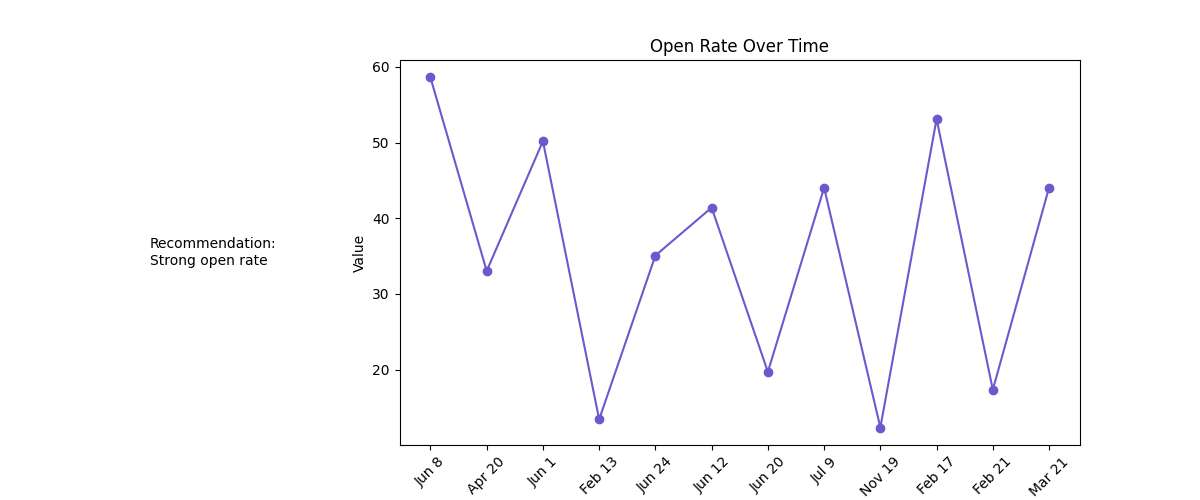 Open Rate Over Time
Recommendation:
Strong open rate
Value
60
50
40
30
20
Jun 8
Apr 20
Jun 1
Feb 13
Jun 24
Jun 12
Jun 20
Jul 9
Nov 19
Feb 17
Feb 21
Mar 21